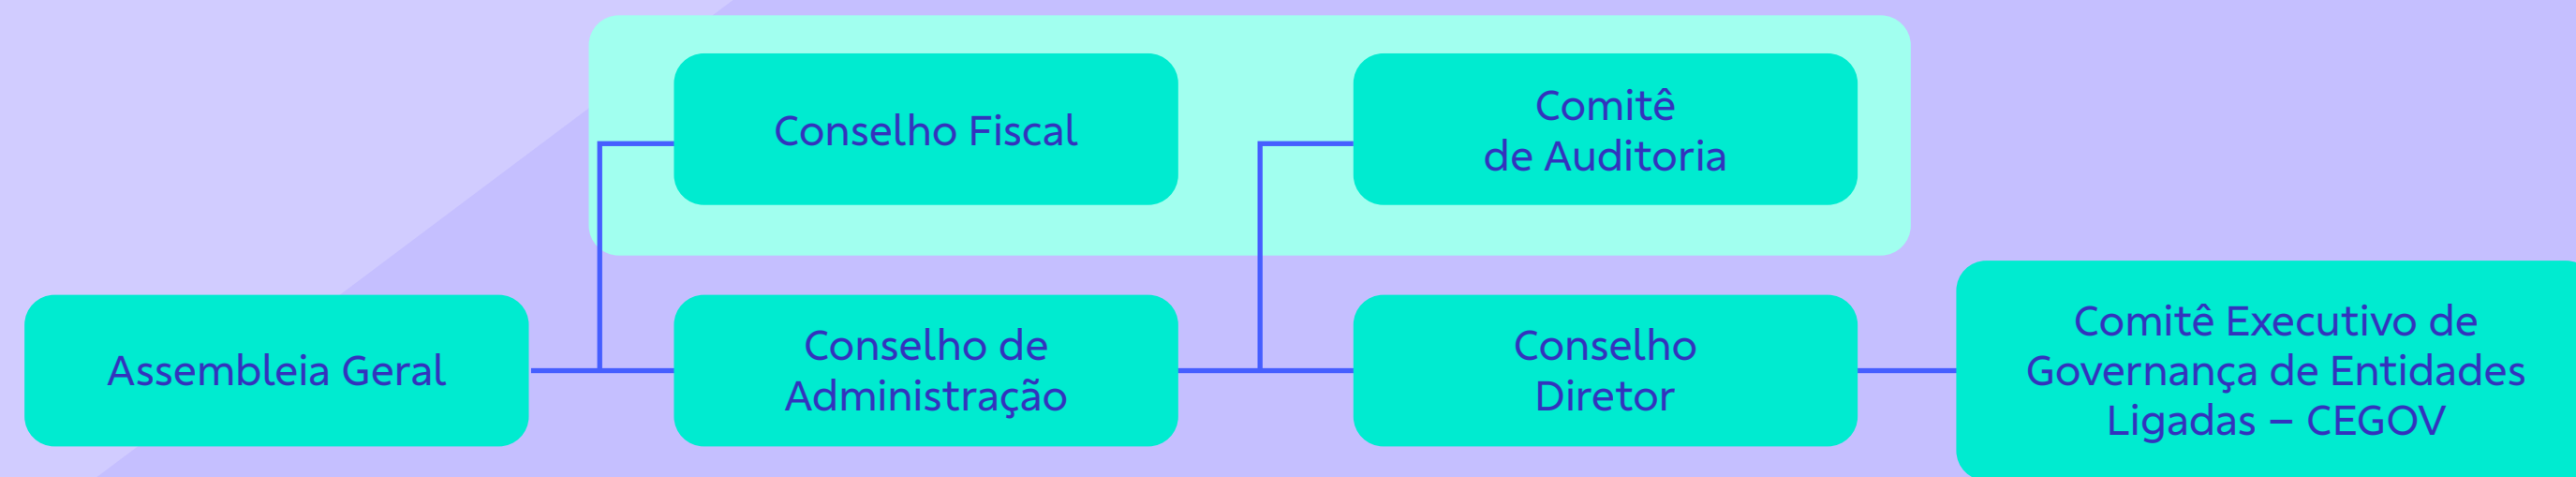 Conselho Fiscal
Comitê
de Auditoria
Assembleia Geral
Conselho de
Administração
Conselho
Diretor
Comitê Executivo de
Governança de Entidades
Ligadas – CEGOV